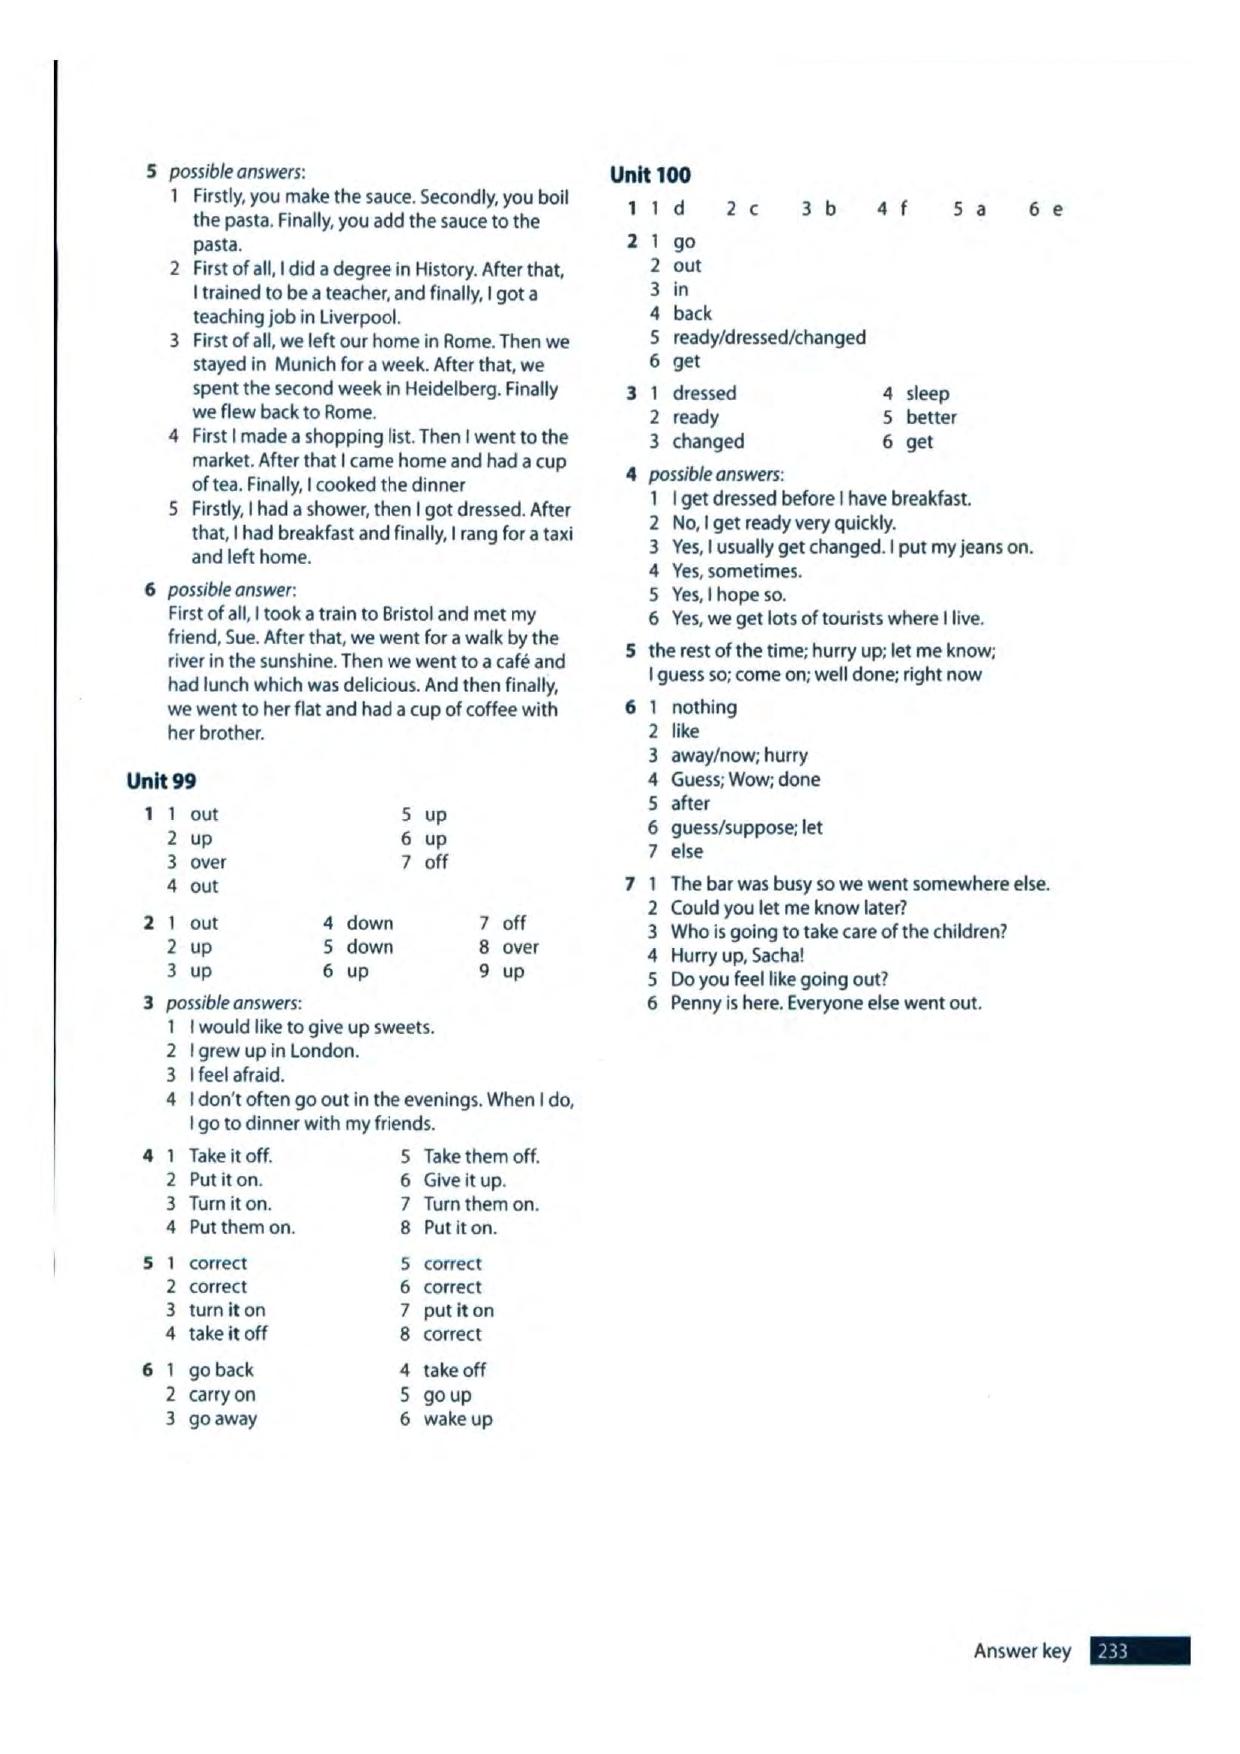 5 possible answers:
1 Firstly, you make the sauce. Secondly, you boil
the pasta. Finally, you add the sauce to the
pasta.
2 First of all, I did a degree in History. After that,
I trained to be a teacher, and finally, I got a
teaching job in Liverpool.
3 First of all, we left our home in Rome. Then we
stayed in Munich for a week. After that, we
spent the second week in Heidelberg. Finally
we flew back to Rome.
4 First I made a shopping list. Then I went to the
market. After that I came home and had a cup
of tea. Finally, I cooked the dinner
5 Firstly, I had a shower, then I got dressed. After
that, I had breakfast and finally, I rang for a taxi
and left home.
6 possible answer:
First of all, I took a train to Bristol and met my
friend, Sue. After that, we went for a walk by the
river in the sunshine. Then we went to a café and
had lunch which was delicious. And then finally,
we went to her flat and had a cup of coffee with
her brother.
Unit 99
1 1 out 5 up
2 up 6 up
3 over 7 off
4 out
2 1 out 4 down 7 off
2 up 5 down 8 over
3 up 6 up 9 up
3 possible answers:
1 I would like to give up sweets.
2 I grew up in London.
3 I feel afraid.
4 I don't often go out in the evenings. When I do,
I go to dinner with my friends.
4 1 Take it off. 5 Take them off.
2 Put it on. 6 Give it up.
3 Turn it on. 7 Turn them on.
4 Put them on. 8 Put it on.
5 1 correct 5 correct
2 correct 6 correct
3 turn it on 7 put it on
4 take it off 8 correct
6 1 go back 4 take off
2 carry on 5 go up
3 go away 6 wake up
Unit 100
1 1 d 2 c 3 b 4 f 5 a 6 e
2 1 go
2 out
3 in
4 back
5 ready/dressed/changed
6 get
3 1 dressed 4 sleep
2 ready 5 better
3 changed 6 get
4 possible answers:
1 I get dressed before I have breakfast.
2 No, I get ready very quickly.
3 Yes, I usually get changed. I put my jeans on.
4 Yes, sometimes.
5 Yes, I hope so.
6 Yes, we get lots of tourists where I live.
5 the rest of the time; hurry up; let me know;
I guess so; come on; well done; right now
6 1 nothing
2 like
3 away/now; hurry
4 Guess; Wow; done
5 after
6 guess/suppose; let
7 else
7 1 The bar was busy so we went somewhere else.
2 Could you let me know later?
3 Who is going to take care of the children?
4 Hurry up, Sacha!
5 Do you feel like going out?
6 Penny is here. Everyone else went out.
Answer key 233